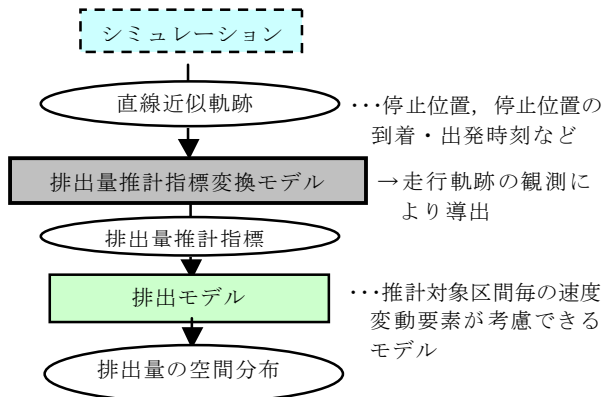 シミュレーション
直線近似軌跡
･･･停止位置，停止位置の
到着・出発時刻など
排出量推計指標変換モデル
→走行軌跡の観測に
より導出
排出量推計指標
排出モデル
･･･推計対象区間毎の速度
変動要素が考慮できる
モデル
排出量の空間分布